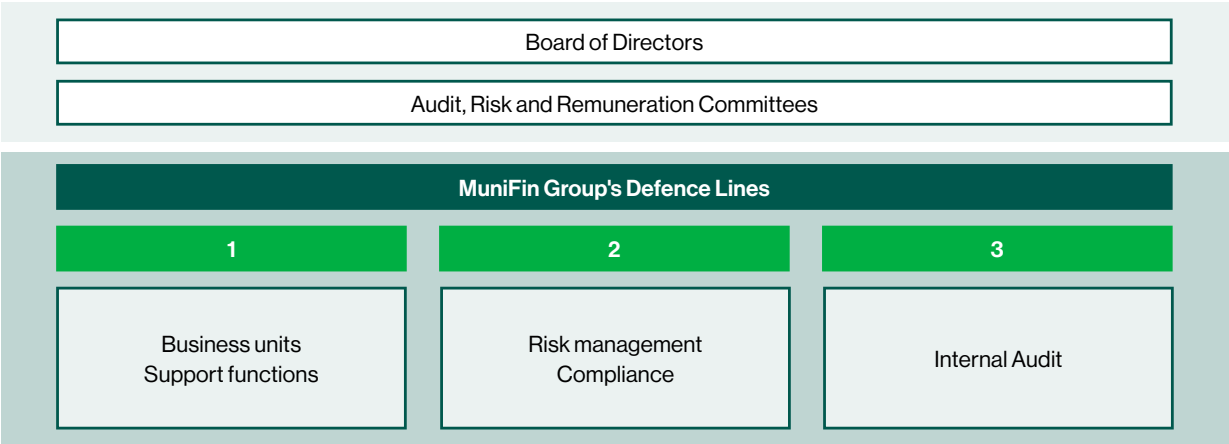 Board of Directors
Audit, Risk and Remuneration Committees
MuniFin Group's Defence Lines
1
2
3
Business units
Support functions
Risk management
Compliance
Internal Audit